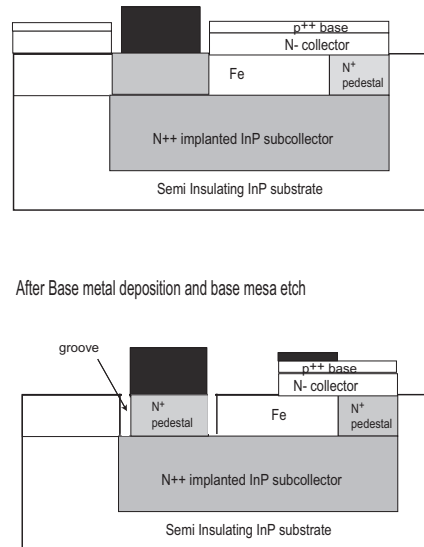 p++ base
N- collector
Fe
N+
pedestal
N++ implanted InP subcollector
Semi Insulating InP substrate
After Base metal deposition and base mesa etch
groove
p++ base
N- collector
N+
pedestal
Fe
N+
pedestal
N++ implanted InP subcollector
Semi Insulating InP substrate